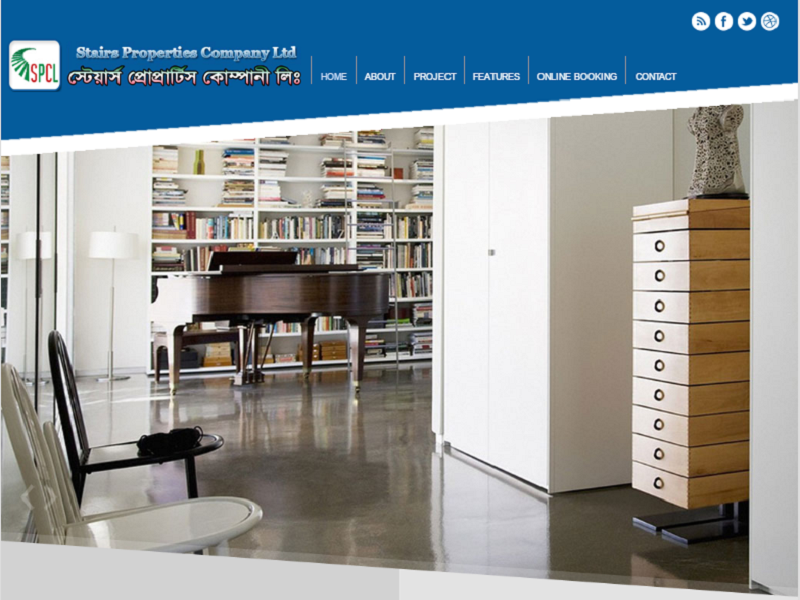 Stairs Properties Company Ltd
SPCL
স্টেয়ার্স প্রোপ্রার্টিস কোম্পানী লিঃ
HOME
ABOUT
PROJECT
FEATURES
ONLINE BOOKING
CONTACT